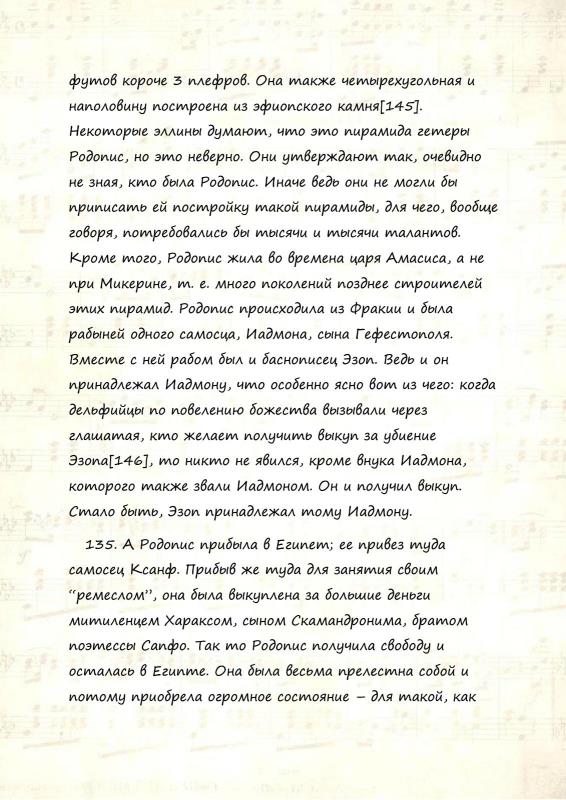 футов короче 3 плефров. Она также четырехугольная и
наполовину построена из эфиопского камня[145].
Некоторые эллины думают, что это пирамида гетеры
Родопис, но это неверно. Они утверждают так, очевидно
не зная, кто была Родопис. Иначе ведь они не могли бы
приписать ей постройку такой пирамиды, для чего, вообще
говоря, потребовались бы тысячи и тысячи талантов.
Кроме того, Родопис жила во времена царя Амасиса, а не
при Микерине, т. е. много поколений позднее строителей
этих пирамид. Родопис происходила из Фракии и была
рабыней одного самосца, Иадмона, сына Гефестополя.
Вместе с ней рабом был и баснописец Эзоп. Ведь и он
принадлежал Иадмону, что особенно ясно вот из чего: когда
дельфийцы по повелению божества вызывали через
глашатая, кто желает получить выкуп за убиение
Эзопа[146], то никто не явился, кроме внука Иадмона,
которого также звали Иадмоном. Он и получил выкуп.
Стало быть, Эзоп принадлежал тому Иадмону.
135. А Родопис прибыла в Египет; ее привез туда
самосец Ксанф. Прибыв же туда для занятия своим
“ремеслом”, она была выкуплена за большие деньги
митиленцем Хараксом, сыном Скамандронима, братом
поэтессы Сапфо. Так то Родопис получила свободу и
осталась в Египте. Она была весьма прелестна собой и
потому приобрела огромное состояние – для такой, как